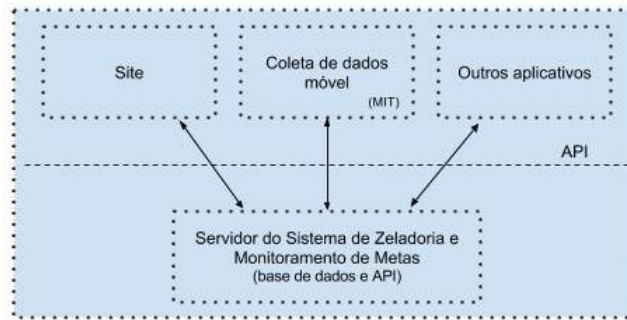 Site
Coleta de dados
móvel
(MIT)
Outros aplicativos
API
Servidor do Sistema de Zeladoria e
Monitoramento de Metas
(base de dados e API)